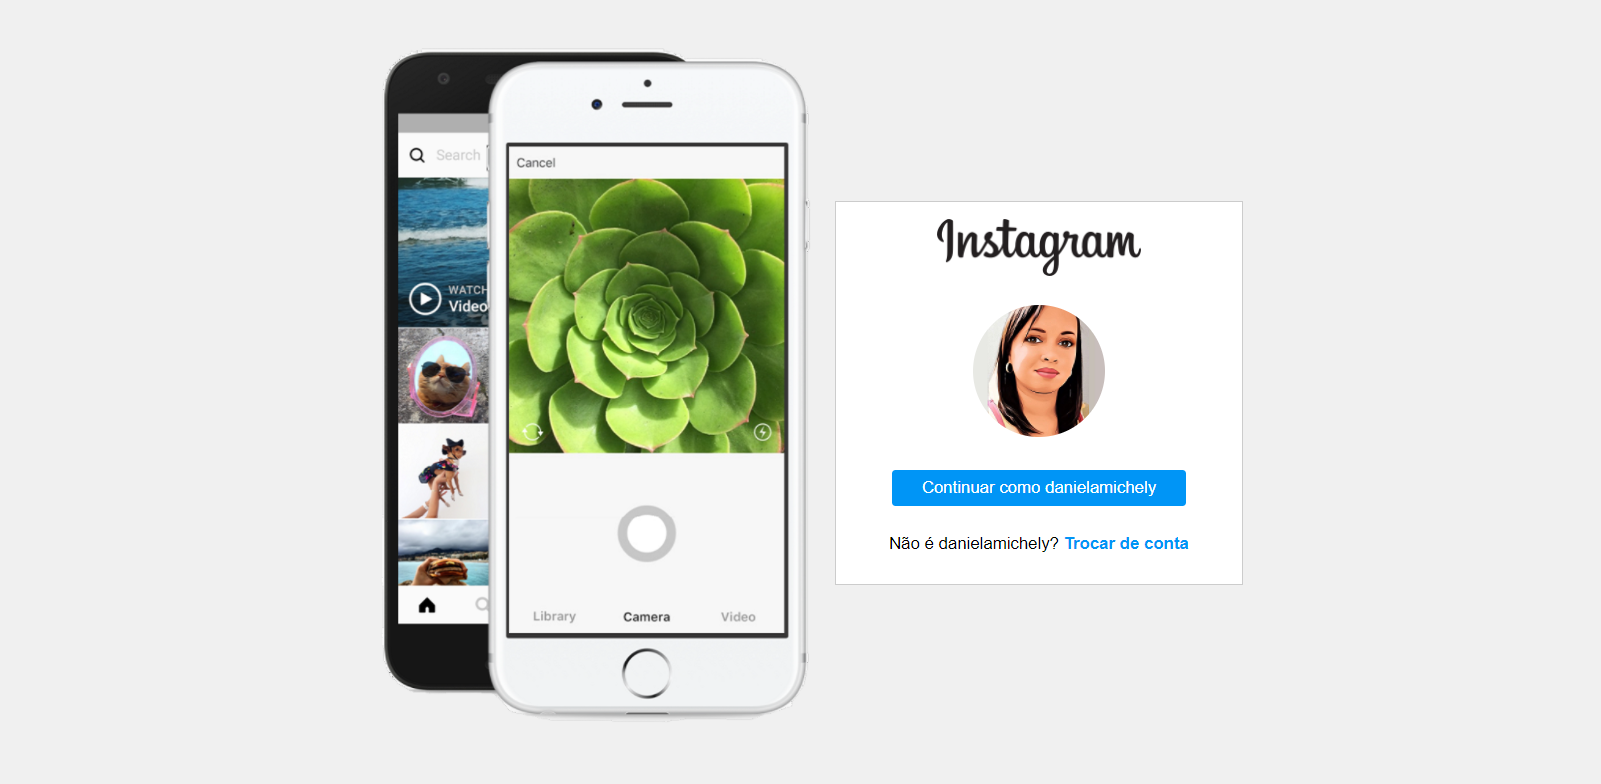 Search
WATCH
Video
Cancel
Library
Camera
Video
Instagram
Continuar como danielamichely
Não é danielamichely? Trocar de conta